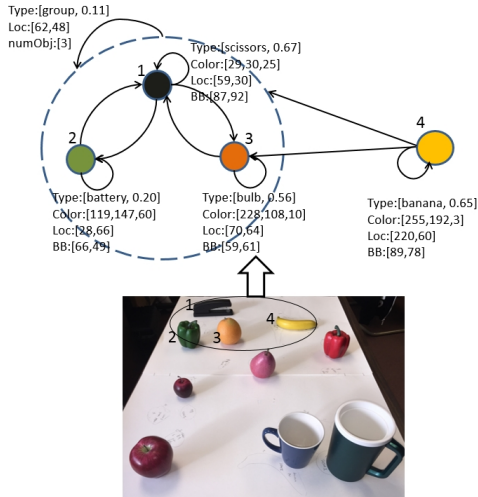 Type:[group, 0.11]
Loc:[62,48]
numObj:[3]
Type:[scissors, 0.67]
Color:[29,30,25]
Loc:[59,30]
BB:[87,92]
1
2
3
4
Type:[battery, 0.20]
Color:[119,147,60]
Loc:[28,66]
BB:[66,49]
Type:[bulb, 0.56]
Color:[228,108,10]
Loc:[70,64]
BB:[59,61]
Type:[banana, 0.65]
Color:[255,192,3]
Loc:[220,60]
BB:[89,78]
1
2
3
4